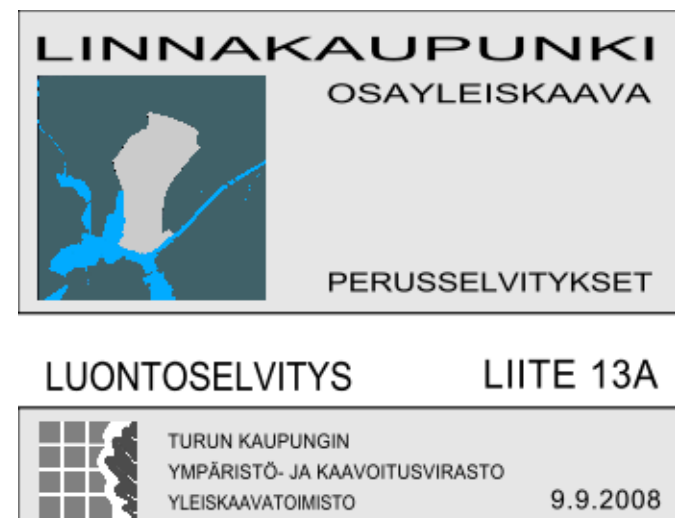 LINNAKAUPUNKI
OSAYLEISKAAVA
PERUSSELVITYKSET
LUONTOSELVITYS LIITE 13A
TURUN KAUPUNGIN
YMPÄRISTÖ- JA KAAVOITUSVIRASTO
YLEISKAAVATOIMISTO 9.9.2008